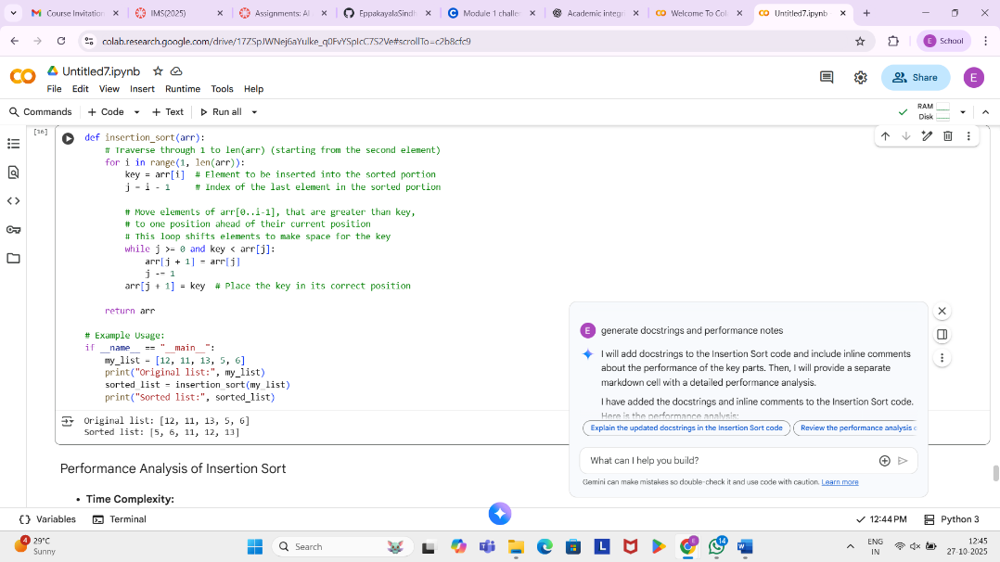 Course Invitation
IMS(2025)
Assignments: AI
EppakayalaSindh
Module 1 challen
Academic integr
Welcome To Col
Untitled7.ipynb
colab.research.google.com/drive/17ZSpJWNej6aYulke_q0FvYSpIcC7S2Ve#scrollTo=c2b8cfc9
E School
Untitled7.ipynb
File Edit View Insert Runtime Tools Help
Share
E
Commands + Code + Text Run all
RAM
Disk
[16]
def insertion_sort(arr):
# Traverse through 1 to len(arr) (starting from the second element)
for i in range(1, len(arr)):
key = arr[i] # Element to be inserted into the sorted portion
j = i - 1 # Index of the last element in the sorted portion
# Move elements of arr[0..i-1], that are greater than key,
# to one position ahead of their current position
# This loop shifts elements to make space for the key
while j >= 0 and key < arr[j]:
arr[j + 1] = arr[j]
j -= 1
arr[j + 1] = key # Place the key in its correct position
return arr
# Example Usage:
if __name__ == "__main__":
my_list = [12, 11, 13, 5, 6]
print("Original list:", my_list)
sorted_list = insertion_sort(my_list)
print("Sorted list:", sorted_list)
Original list: [12, 11, 13, 5, 6]
Sorted list: [5, 6, 11, 12, 13]
Performance Analysis of Insertion Sort
• Time Complexity:
E generate docstrings and performance notes
I will add docstrings to the Insertion Sort code and include inline comments
about the performance of the key parts. Then, I will provide a separate
markdown cell with a detailed performance analysis.
I have added the docstrings and inline comments to the Insertion Sort code.
Here is the performance analysis:
Explain the updated docstrings in the Insertion Sort code
Review the performance analysis o
What can I help you build?
Gemini can make mistakes so double-check it and use code with caution. Learn more
{} Variables Terminal
12:44 PM Python 3
4
29°C
Sunny
Search
L
E
14
W
ENG
IN
12:45
27-10-2025